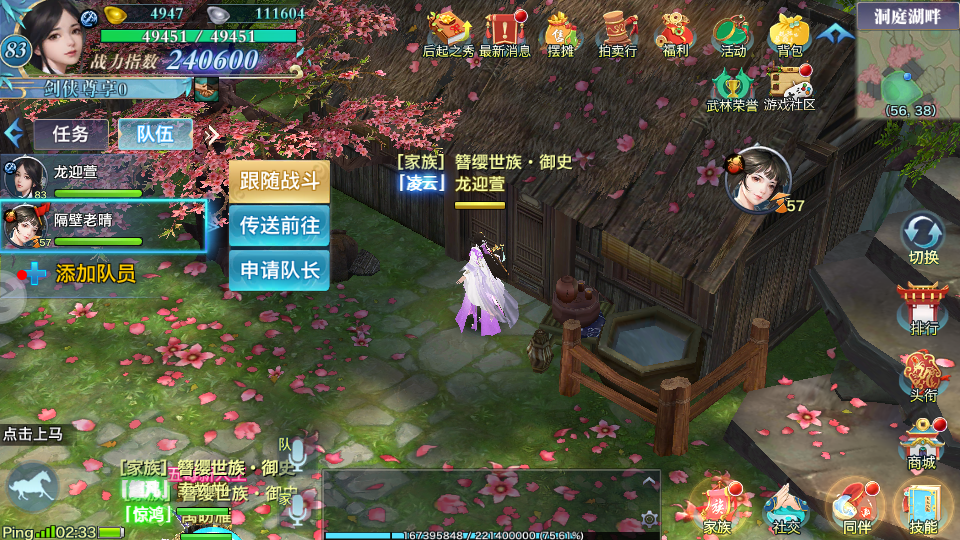 4947
111604
83
49451 / 49451
战力指数 240600
剑侠尊享0
后起之秀
最新消息
摆摊
拍卖行
福利
活动
背包
武林荣誉
游戏社区
洞庭湖畔
(56, 38)
任务
队伍
龙迎萱
83
隔壁老晴
57
添加队员
跟随战斗
传送前往
申请队长
[家族] 簪缨世族·御史
「凌云」 龙迎萱
57
切换
排行
头衔
商城
点击上马
队
[家族] 簪缨世族·御史
簪缨世族·御
家
「惊鸿」
Ping
02:33
167395848 / 221400000 (75.61%)
家族
社交
同伴
技能